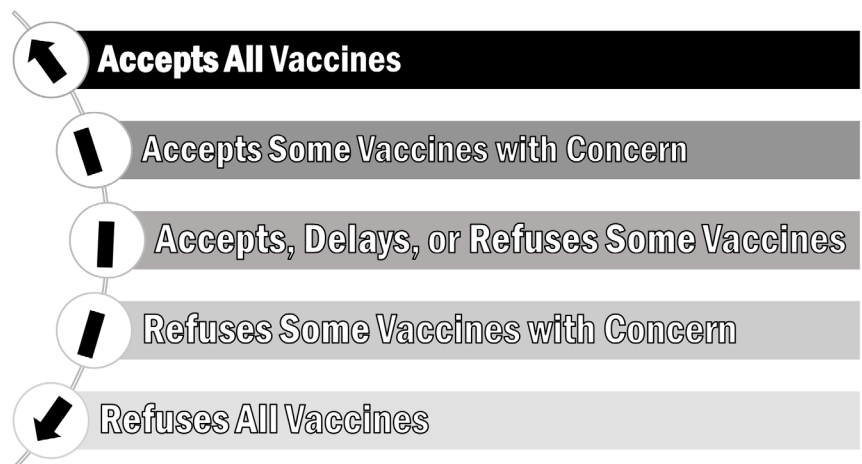 Accepts All Vaccines
Accepts Some Vaccines with Concern
Accepts, Delays, or Refuses Some Vaccines
Refuses Some Vaccines with Concern
Refuses All Vaccines